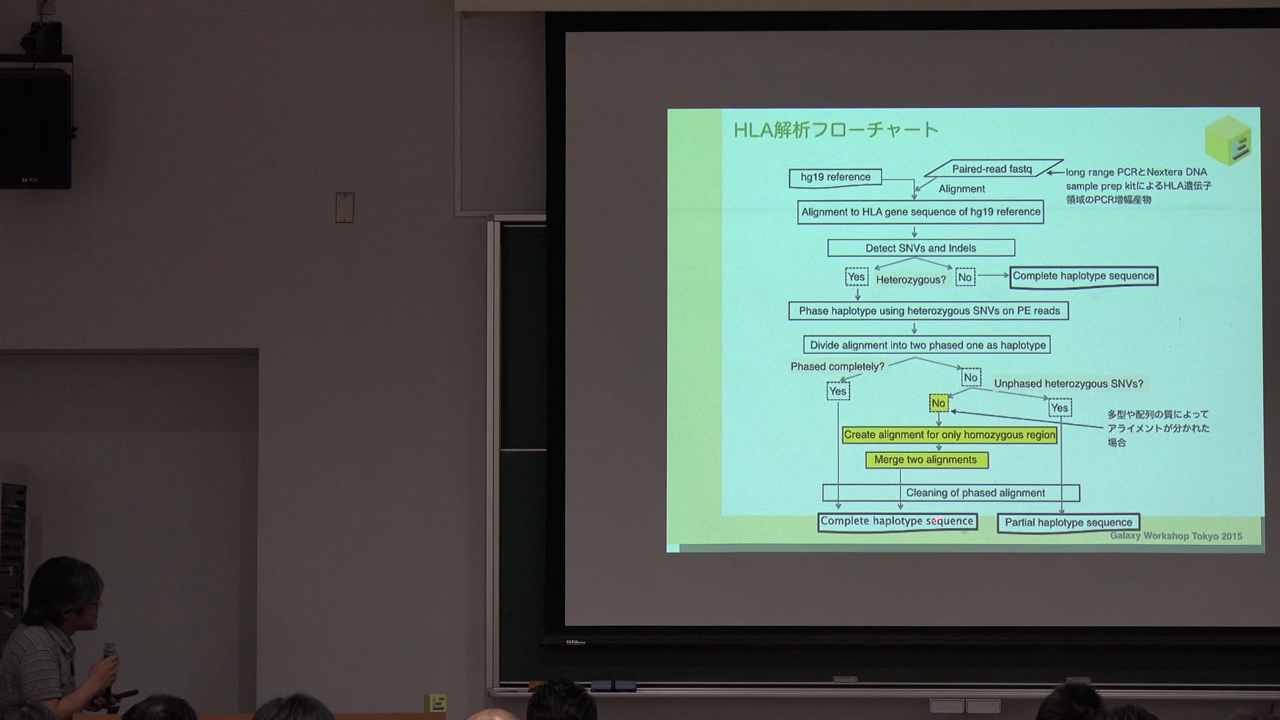 HLA解析フローチャート
hg19 reference
Paired-read fastq
long range PCRとNextera DNA
sample prep kitによるHLA遺伝子
領域のPCR増幅産物
Alignment
Alignment to HLA gene sequence of hg19 reference
Detect SNVs and Indels
Yes
Heterozygous?
No
Complete haplotype sequence
Phase haplotype using heterozygous SNVs on PE reads
Divide alignment into two phased one as haplotype
Phased completely?
No
Unphased heterozygous SNVs?
Yes
No
Yes
多型や配列の質によって
アライメントが分かれた
場合
Create alignment for only homozygous region
Merge two alignments
Cleaning of phased alignment
Complete haplotype sequence
Partial haplotype sequence
Galaxy Workshop Tokyo 2015